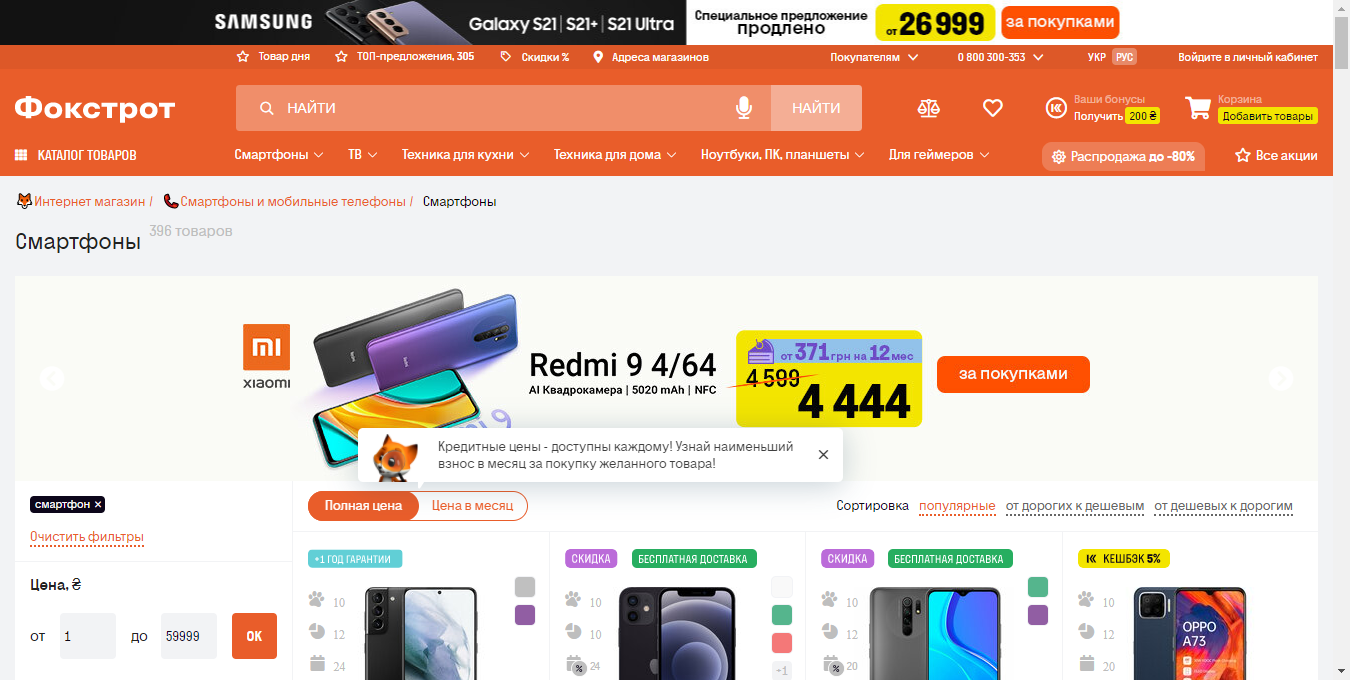 SAMSUNG
Galaxy S21 | S21+ | S21 Ultra
Специальное предложение
продлено
от 26 999
за покупками
Товар дня
ТОП-предложения, 305
Скидки %
Адреса магазинов
Покупателям
0 800 300-353
УКР РУС
Войдите в личный кабинет
Фокстрот
НАЙТИ
НАЙТИ
Ваши бонусы
Получить 200 ₴
Корзина
Добавить товары
КАТАЛОГ ТОВАРОВ
Смартфоны
ТВ
Техника для кухни
Техника для дома
Ноутбуки, ПК, планшеты
Для геймеров
Распродажа до -80%
Все акции
Интернет магазин / Смартфоны и мобильные телефоны / Смартфоны
Смартфоны 396 товаров
mi
xiaomi
Redmi 9 4/64
AI Квадрокамера | 5020 mAh | NFC
от 371 грн на 12 мес
4 599
4 444
за покупками
Кредитные цены - доступны каждому! Узнай наименьший
взнос в месяц за покупку желанного товара!
смартфон ×
Очистить фильтры
Цена, ₴
от 1 до 59999 ОК
Полная цена
Цена в месяц
Сортировка популярные от дорогих к дешевым от дешевых к дорогим
+1 ГОД ГАРАНТИИ
10
12
24
СКИДКА
БЕСПЛАТНАЯ ДОСТАВКА
10
10
% 24
+1
СКИДКА
БЕСПЛАТНАЯ ДОСТАВКА
10
12
% 20
КЕШБЭК 5%
10
12
20
OPPO
A73